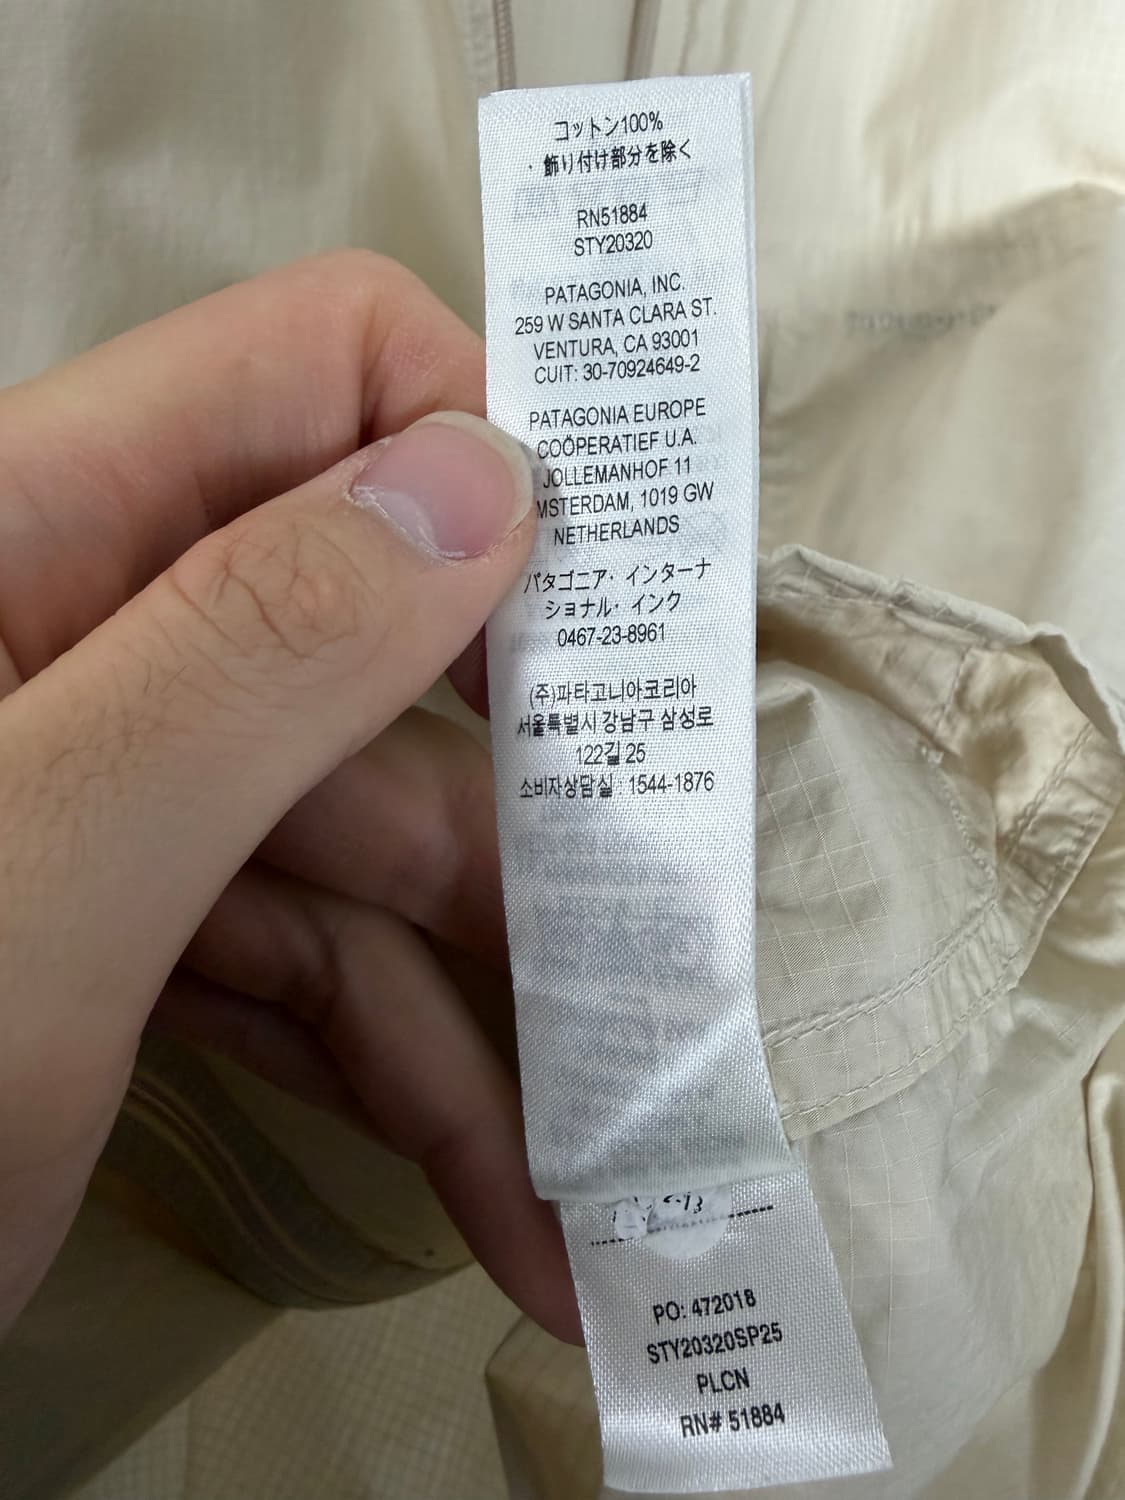 コットン100%
・飾り付け部分を除く
RN51884
STY20320
PATAGONIA, INC.
259 W SANTA CLARA ST.
VENTURA, CA 93001
CUIT: 30-70924649-2
PATAGONIA EUROPE
COÖPERATIEF U.A.
JOLLEMANHOF 11
MSTERDAM, 1019 GW
NETHERLANDS
パタゴニア・インターナ
ショナル・インク
0467-23-8961
(주)파타고니아코리아
서울특별시 강남구 삼성로
122길 25
소비자상담실 : 1544-1876
PO: 472018
STY20320SP25
PLCN
RN# 51884